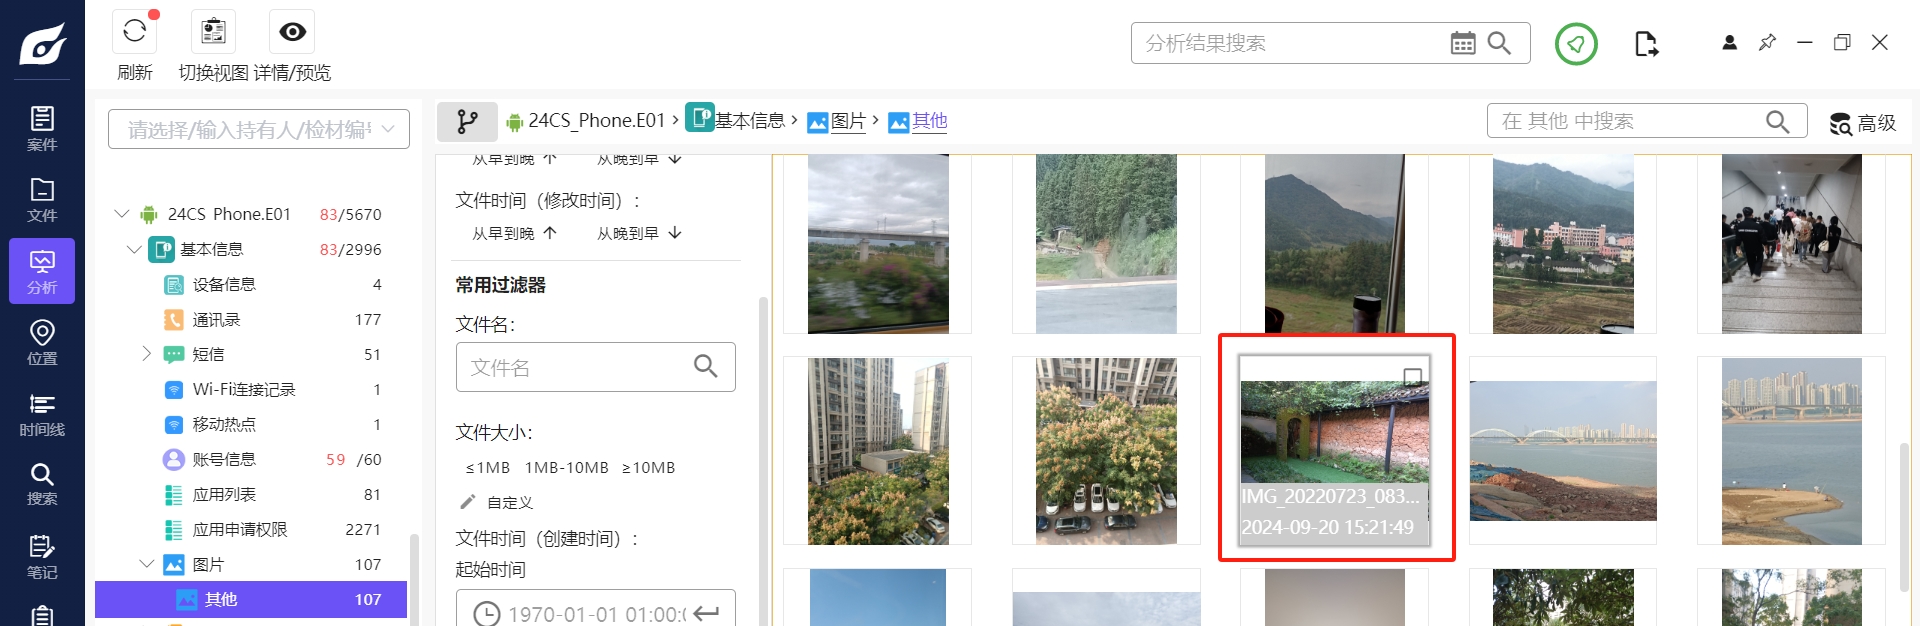 刷新
切换视图
详情/预览
分析结果搜索
案件
文件
分析
位置
时间线
搜索
笔记
请选择/输入持有人/检材编号
24CS_Phone.E01 83/5670
基本信息 83/2996
设备信息 4
通讯录 177
短信 51
Wi-Fi连接记录 1
移动热点 1
账号信息 59 /60
应用列表 81
应用申请权限 2271
图片 107
其他 107
24CS_Phone.E01 > 基本信息 > 图片 > 其他
在 其他 中搜索
高级
从早到晚 ↑ 从晚到早 ↓
文件时间（修改时间）:
从早到晚 ↑ 从晚到早 ↓
常用过滤器
文件名:
文件名
文件大小:
≤1MB 1MB-10MB ≥10MB
自定义
文件时间（创建时间）:
起始时间
1970-01-01 01:00:(
IMG_20220723_083...
2024-09-20 15:21:49